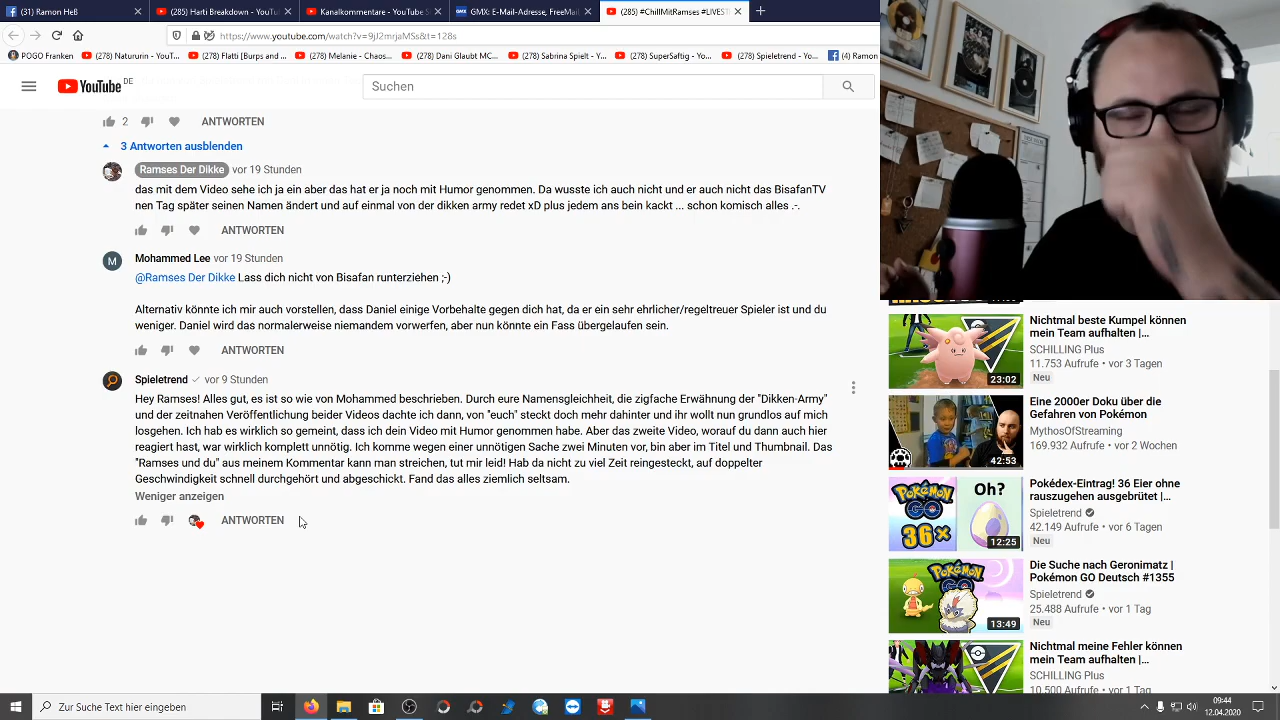 (31) Ramon Heß
(285) Harti Breakdown - YouTu
Kanalkommentare - YouTube S
GMX: E-Mail-Adresse, FreeMail
(285) #ChillMitRamses #LIVEST
https://www.youtube.com/watch?v=9jI2mrjaMSs&t=128s
POGO Franken
(278) Natururin - YouT...
(278) Flatti [Burps and ...
(278) Melanie - Chaos...
(278) Dani Glaubt MC...
(278) Sabrina Spielt - Y...
(278) SuperSaftig - You...
(278) Spieletrend - Yo...
(4) Ramon
YouTube DE
Suchen
2 ANTWORTEN
3 Antworten ausblenden
Ramses Der Dikke vor 19 Stunden
das mit dem Video sehe ich ja ein aber das hat er ja noch mit Humor genommen. Da wusste ich auch nicht und er auch nicht das BisafanTV
nen Tag später seinen Namen ändert und auf einmal von der dikken army redet xD plus jedem ans bein kackt ... schon komisch alles .-.
ANTWORTEN
M
Mohammed Lee vor 19 Stunden
@Ramses Der Dikke Lass dich nicht von Bisafan runterziehen ;-)
Alternativ könnte ich mir auch vorstellen, dass Daniel einige Vorbehalte gegen dich hat, da er ein sehr ehrlicher/regeltreuer Spieler ist und du
weniger. Daniel wird das normalerweise niemandem vorwerfen, aber nun könnte ein Fass übergelaufen sein.
ANTWORTEN
Spieletrend vor 9 Stunden
Hey Ramses! Alles gut, es ist so wie von Mohammed beschrieben. Durch eure Namensgleichheit, die zigfache Erwähnung der "Dikken-Army"
und der zeitnahen Veröffentlichung beider Videos dachte ich dann, von "euch" steckt doch mehr dahinter und ihr wollt nun grundlos auf mich
losgehen. Ich hab es wirklich so gemeint, dass ich dein Video mit Humor genommen habe. Aber das zweite Video, worauf du dann auch hier
reagiert hast, war wirklich komplett unnötig. Ich komme wegen einer unnötigen Sache zwei Minuten vor, bin aber im Titel und Thumbnail. Das
"Ramses und du" aus meinem Kommentar kann man streichen, tut mir leid! Hab da nicht zu viel Zeit reingesteckt, auf doppelter
Geschwindigkeit schnell durchgehört und abgeschickt. Fand das alles ziemlich seltsam.
Weniger anzeigen
ANTWORTEN
23:02
Nichtmal beste Kumpel können
mein Team aufhalten |...
SCHILLING Plus
11.753 Aufrufe • vor 3 Tagen
Neu
42:53
Eine 2000er Doku über die
Gefahren von Pokémon
MythosOfStreaming
169.932 Aufrufe • vor 2 Wochen
POKÉMON GO
Oh?
36x
12:25
Pokédex-Eintrag! 36 Eier ohne
rauszugehen ausgebrütet |...
Spieletrend
42.149 Aufrufe • vor 6 Tagen
Neu
POKÉMON GO
13:49
Die Suche nach Geronimatz |
Pokémon GO Deutsch #1355
Spieletrend
25.488 Aufrufe • vor 1 Tag
Neu
Nichtmal meine Fehler können
mein Team aufhalten |...
SCHILLING Plus
10.500 Aufrufe • vor 1 Tag
Zur Suche Text hier eingeben
09:44
12.04.2020